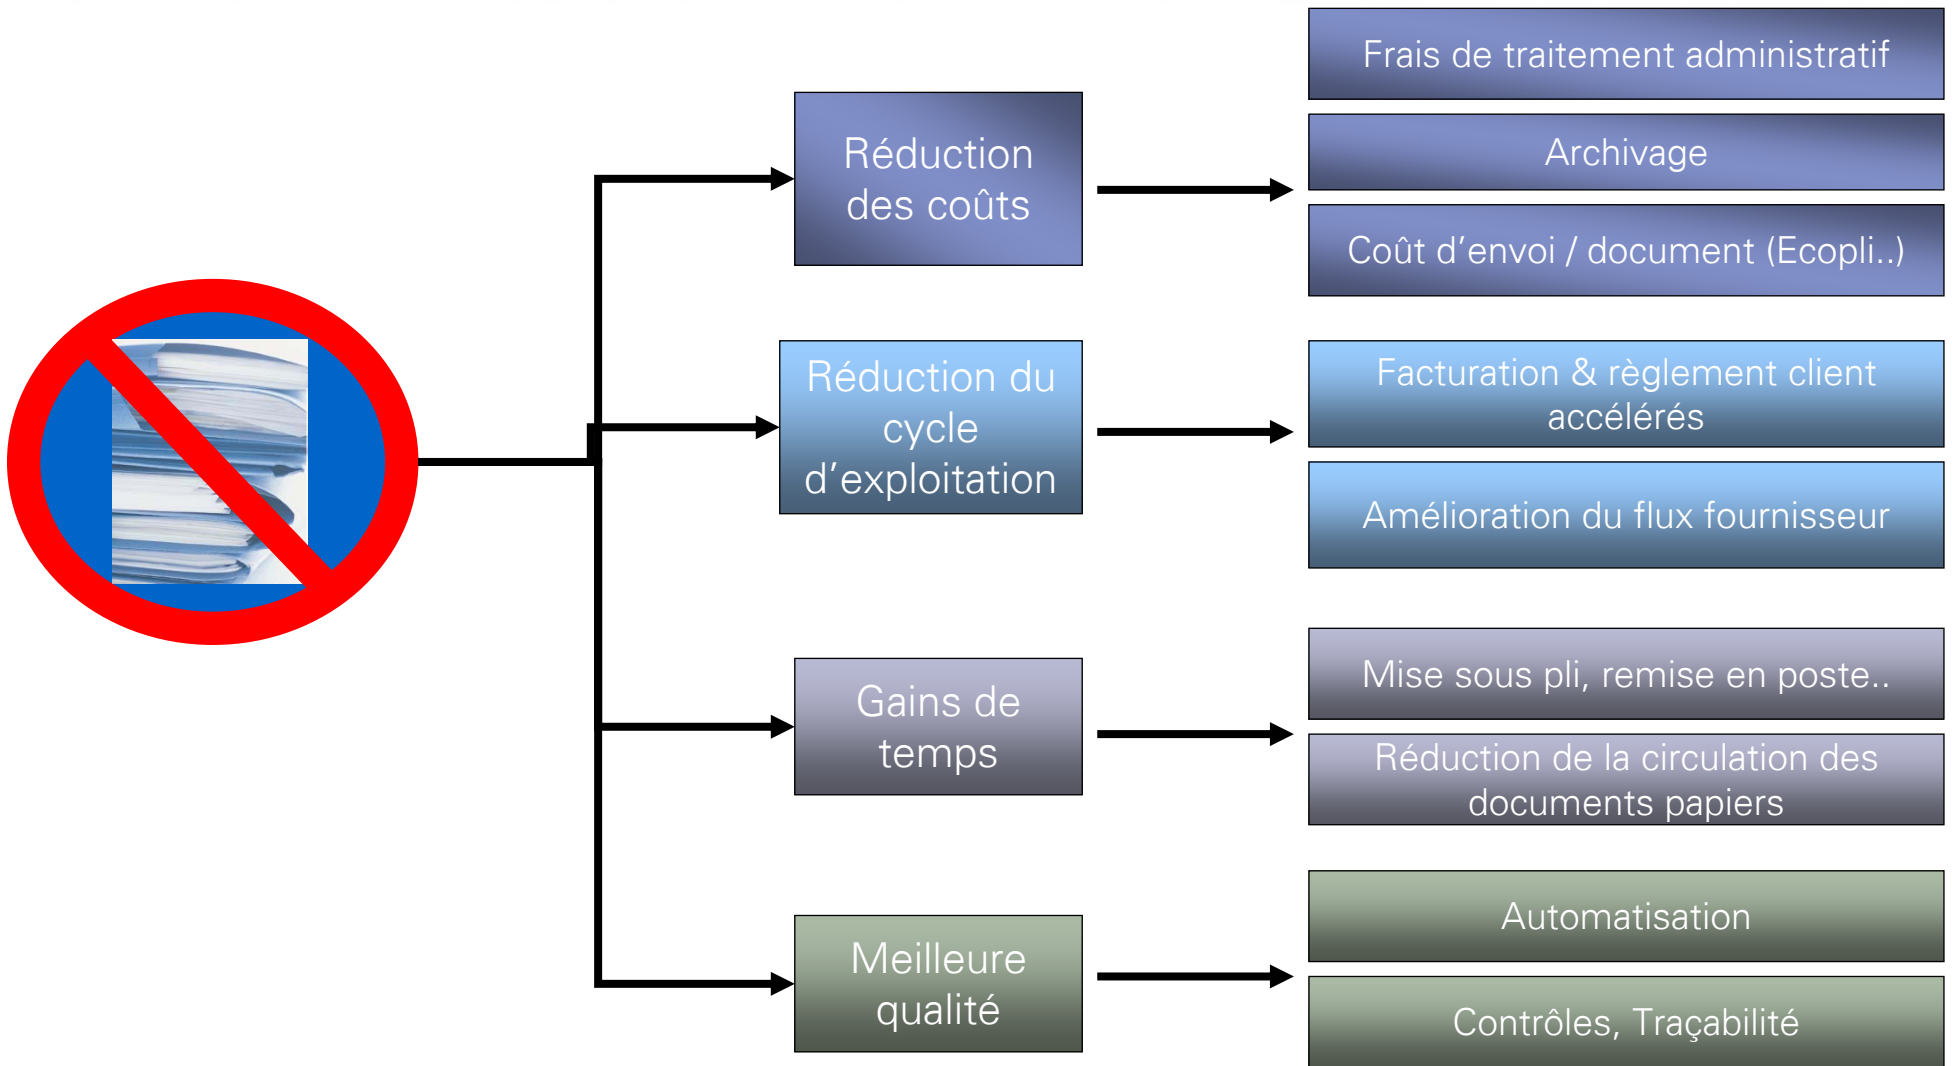 Frais de traitement administratif
Réduction
des coûts
Archivage
Coût d’envoi / document (Ecopli..)
Réduction du
cycle
d’exploitation
Facturation & règlement client
accélérés
Amélioration du flux fournisseur
Gains de
temps
Mise sous pli, remise en poste..
Réduction de la circulation des
documents papiers
Meilleure
qualité
Automatisation
Contrôles, Traçabilité